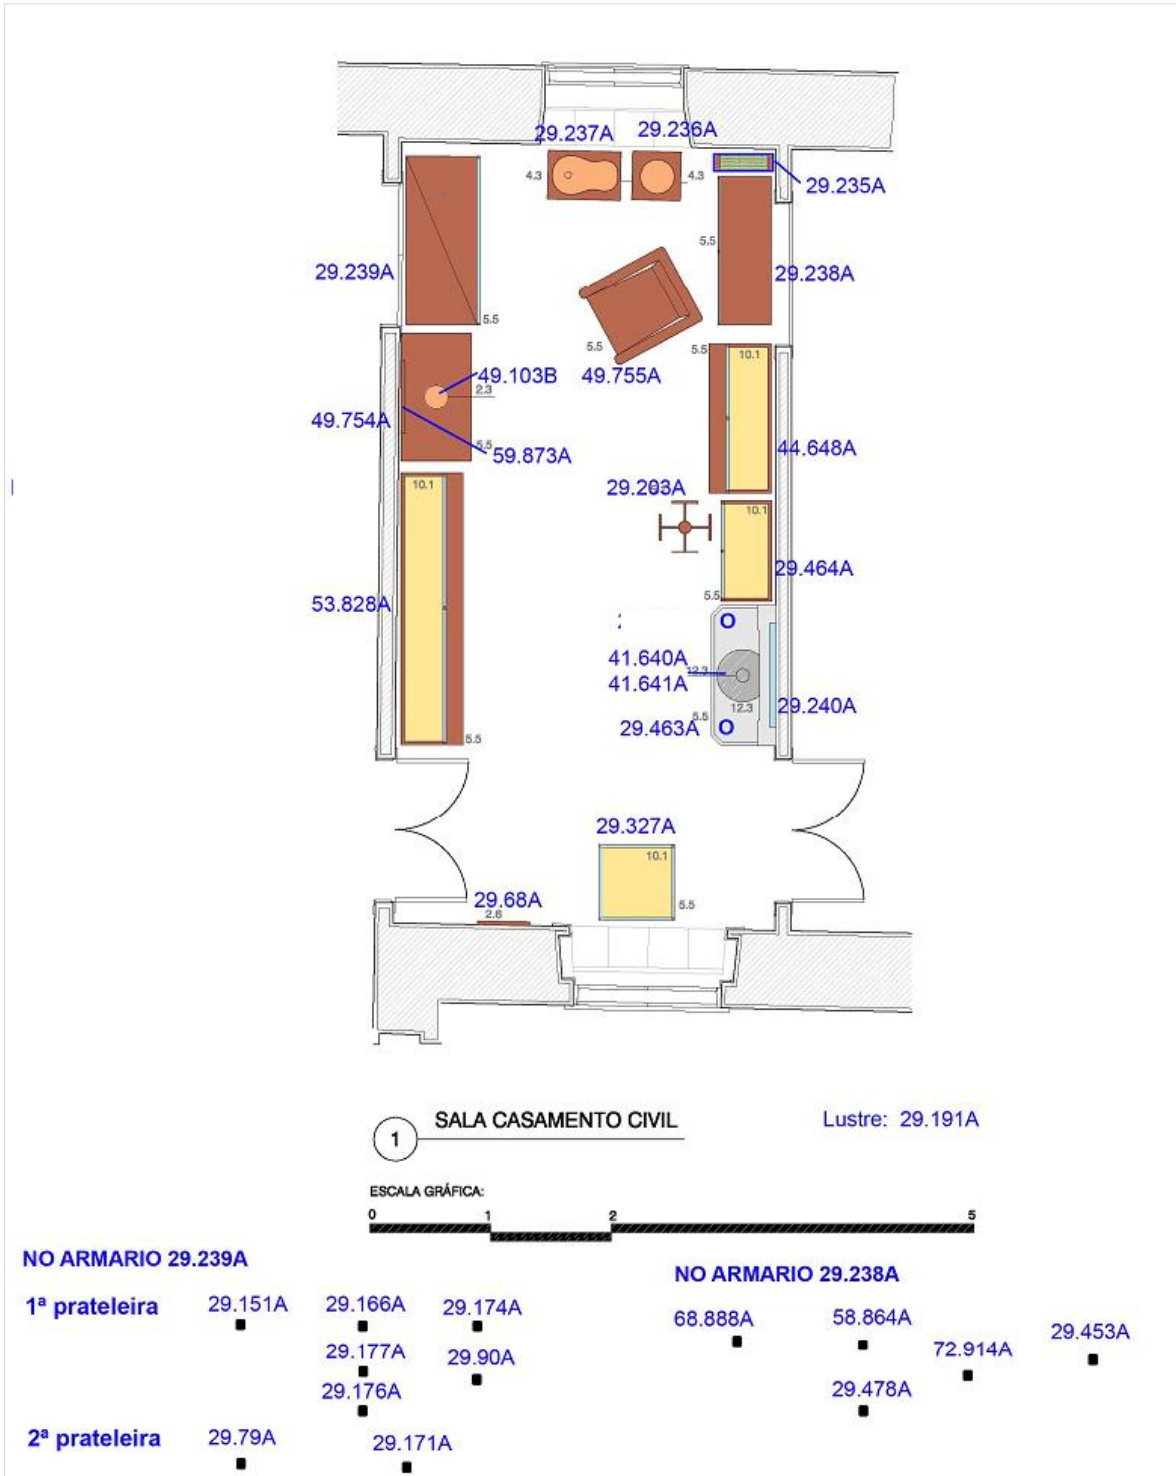 29.237A
29.236A
4.3
4.3
29.235A
5.5
29.239A
29.238A
5.5
5.5
5.5
10.1
49.103B
49.755A
2.3
49.754A
5.5
59.873A
44.648A
10.1
29.203A
10.1
29.464A
5.5
53.828A
O
41.640A
12.3
41.641A
12.3
29.240A
5.5
29.463A
O
5.5
29.327A
10.1
29.68A
2.6
5.5
1
SALA CASAMENTO CIVIL
Lustre: 29.191A
ESCALA GRÁFICA:
0 1 2 5
NO ARMARIO 29.239A
1ª prateleira 29.151A 29.166A 29.174A
29.177A 29.90A
29.176A
2ª prateleira 29.79A 29.171A
NO ARMARIO 29.238A
68.888A 58.864A 72.914A 29.453A
29.478A